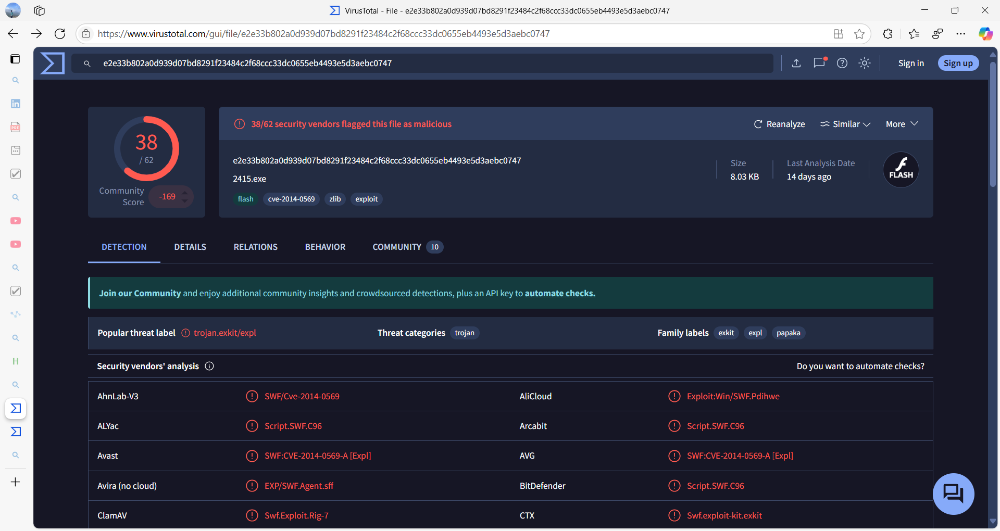 VirusTotal - File - e2e33b802a0d939d07bd8291f23484c2f68ccc33dc0655eb4493e5d3aebc0747
https://www.virustotal.com/gui/file/e2e33b802a0d939d07bd8291f23484c2f68ccc33dc0655eb4493e5d3aebc0747
e2e33b802a0d939d07bd8291f23484c2f68ccc33dc0655eb4493e5d3aebc0747
Sign in
Sign up
38
/ 62
Community Score
-169
38/62 security vendors flagged this file as malicious
Reanalyze
Similar
More
e2e33b802a0d939d07bd8291f23484c2f68ccc33dc0655eb4493e5d3aebc0747
2415.exe
flash cve-2014-0569 zlib exploit
Size
8.03 KB
Last Analysis Date
14 days ago
FLASH
DETECTION DETAILS RELATIONS BEHAVIOR COMMUNITY 10
Join our Community and enjoy additional community insights and crowdsourced detections, plus an API key to automate checks.
Popular threat label trojan.exkit/expl Threat categories trojan Family labels exkit expl papaka
Security vendors' analysis Do you want to automate checks?
AhnLab-V3 SWF/Cve-2014-0569 AliCloud Exploit:Win/SWF.Pdihwe
ALYac Script.SWF.C96 Arcabit Script.SWF.C96
Avast SWF:CVE-2014-0569-A [Expl] AVG SWF:CVE-2014-0569-A [Expl]
Avira (no cloud) EXP/SWF.Agent.sff BitDefender Script.SWF.C96
ClamAV Swf.Exploit.Rig-7 CTX Swf.exploit-kit.exkit
in
PDF
H